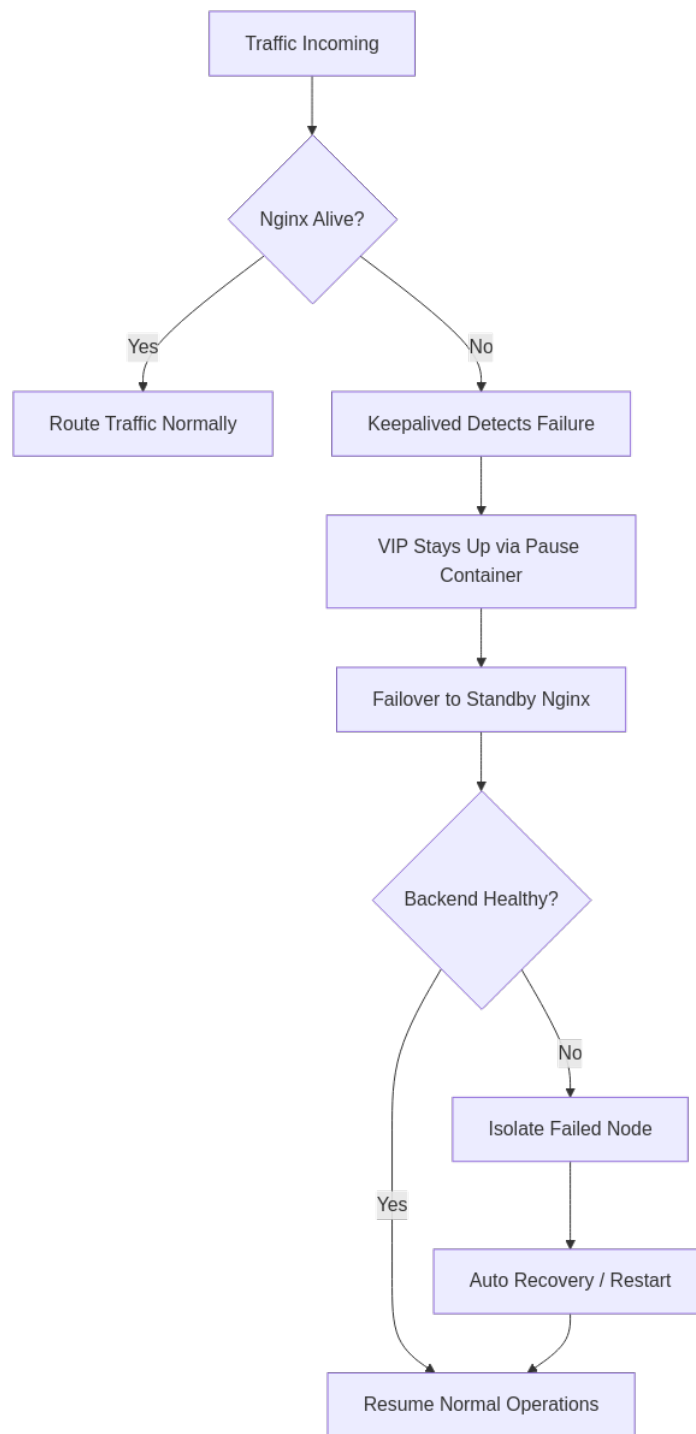 Traffic Incoming
Nginx Alive?
Yes
No
Route Traffic Normally
Keepalived Detects Failure
VIP Stays Up via Pause
Container
Failover to Standby Nginx
Backend Healthy?
No
Isolate Failed Node
Yes
Auto Recovery / Restart
Resume Normal Operations